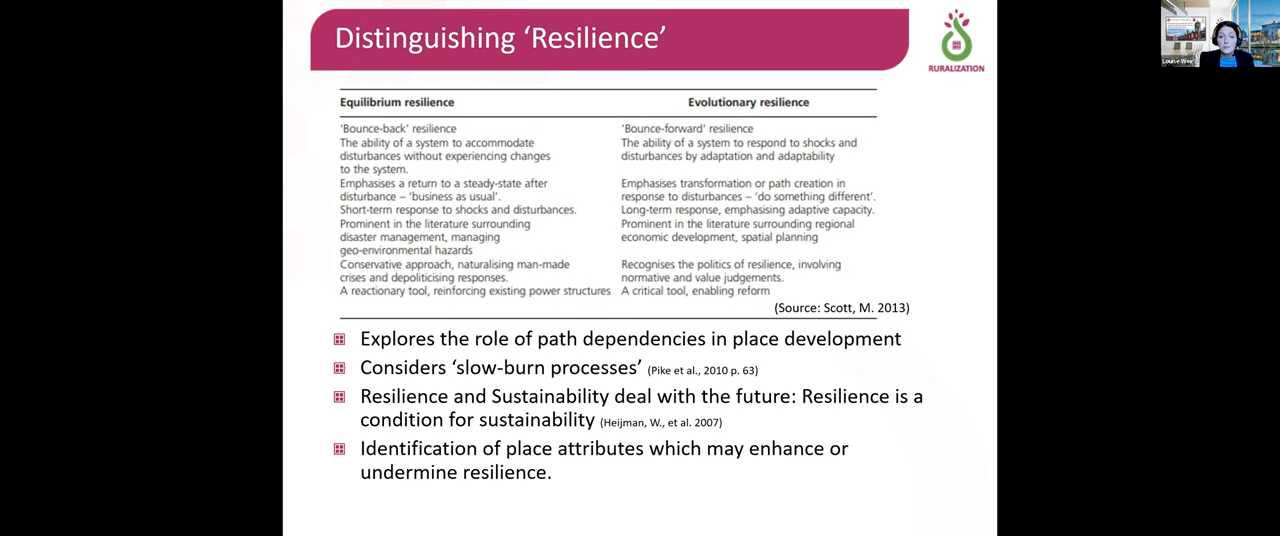 Distinguishing ‘Resilience’
RURALIZATION
Louise Weir
Equilibrium resilience
Evolutionary resilience
‘Bounce-back’ resilience
The ability of a system to accommodate
disturbances without experiencing changes
to the system.
Emphasises a return to a steady-state after
disturbance – ‘business as usual’.
Short-term response to shocks and disturbances.
Prominent in the literature surrounding
disaster management, managing
geo-environmental hazards
Conservative approach, naturalising man-made
crises and depoliticising responses.
A reactionary tool, reinforcing existing power structures
‘Bounce-forward’ resilience
The ability of a system to respond to shocks and
disturbances by adaptation and adaptability
Emphasises transformation or path creation in
response to disturbances – ‘do something different’.
Long-term response, emphasising adaptive capacity.
Prominent in the literature surrounding regional
economic development, spatial planning
Recognises the politics of resilience, involving
normative and value judgements.
A critical tool, enabling reform
(Source: Scott, M. 2013)
Explores the role of path dependencies in place development
Considers ‘slow-burn processes’ (Pike et al., 2010 p. 63)
Resilience and Sustainability deal with the future: Resilience is a
condition for sustainability (Heijman, W., et al. 2007)
Identification of place attributes which may enhance or
undermine resilience.